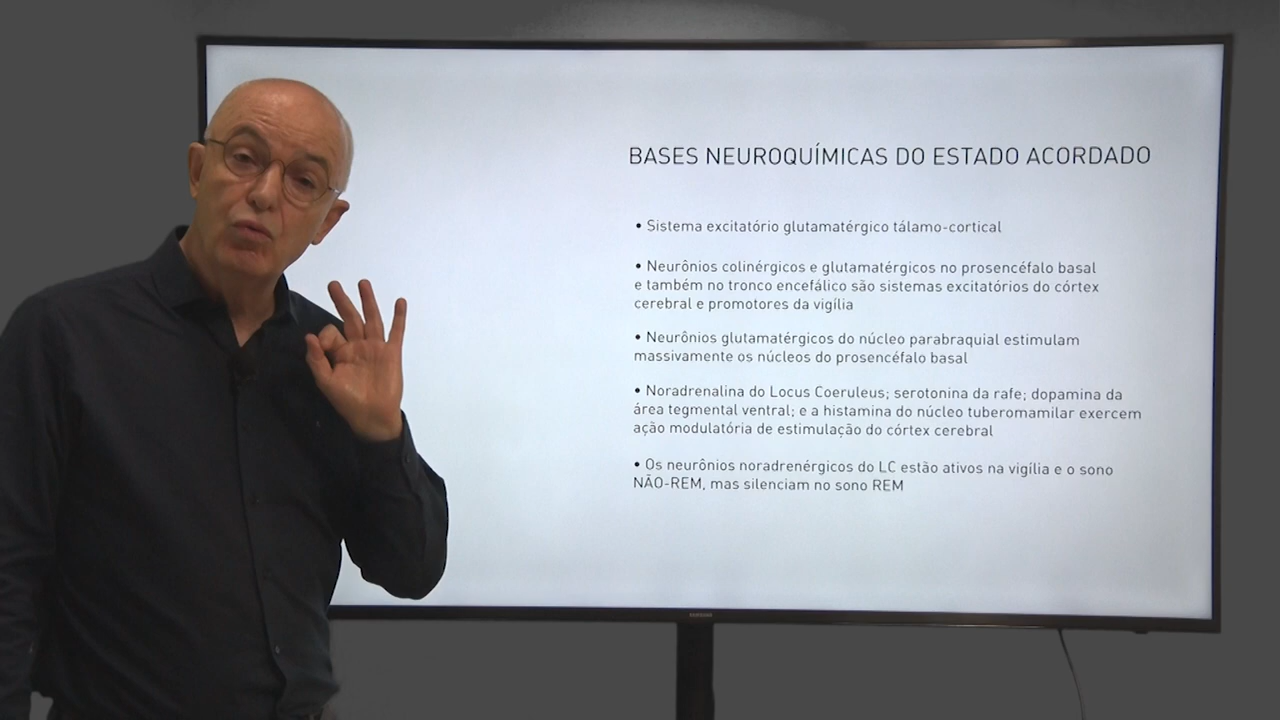 BASES NEUROQUÍMICAS DO ESTADO ACORDADO
• Sistema excitatório glutamatérgico tálamo-cortical
• Neurônios colinérgicos e glutamatérgicos no prosencéfalo basal
e também no tronco encefálico são sistemas excitatórios do córtex
cerebral e promotores da vigília
• Neurônios glutamatérgicos do núcleo parabraquial estimulam
massivamente os núcleos do prosencéfalo basal
• Noradrenalina do Locus Coeruleus; serotonina da rafe; dopamina da
área tegmental ventral; e a histamina do núcleo tuberomamilar exercem
ação modulatória de estimulação do córtex cerebral
• Os neurônios noradrenérgicos do LC estão ativos na vigília e o sono
NÃO-REM, mas silenciam no sono REM
SAMSUNG